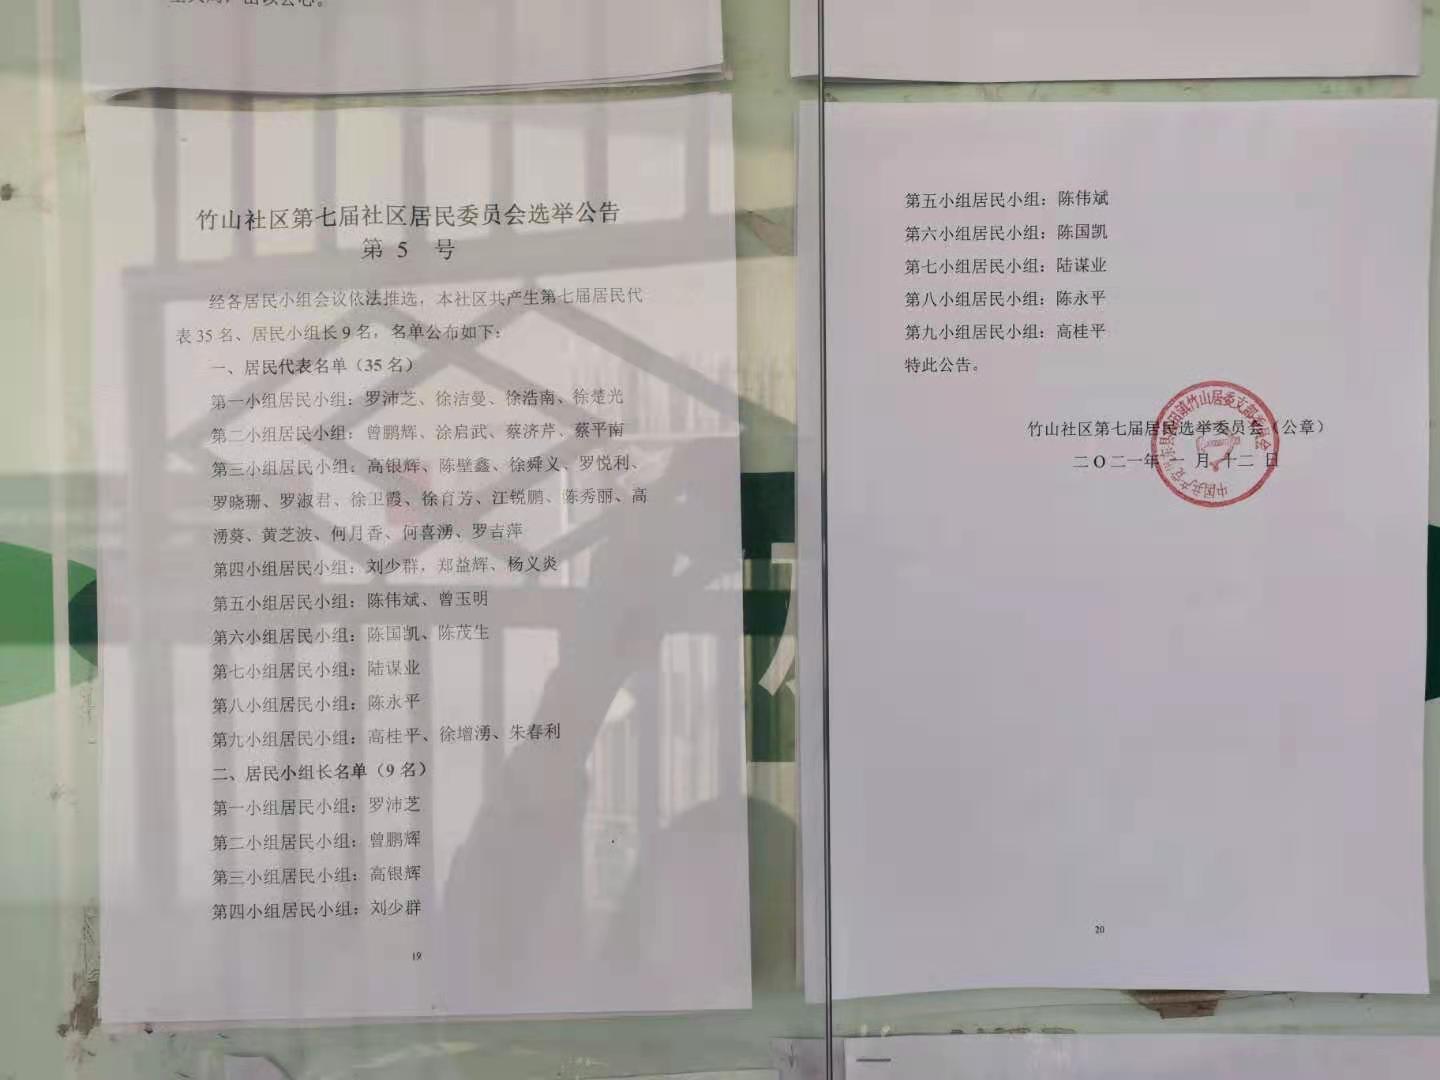 竹山社区第七届社区居民委员会选举公告
第 5 号
经各居民小组会议依法推选，本社区共产生第七届居民代
表 35 名、居民小组长 9 名，名单公布如下：
一、居民代表名单（35 名）
第一小组居民小组：罗沛芝、徐洁曼、徐浩南、徐楚光
第二小组居民小组：曾鹏辉、涂启武、蔡济芹、蔡平南
第三小组居民小组：高银辉、陈壁鑫、徐舜义、罗悦利、
罗晓珊、罗淑君、徐卫霞、徐育芳、江锐鹏、陈秀丽、高
湧葵、黄芝波、何月香、何喜湧、罗吉萍
第四小组居民小组：刘少群，郑益辉、杨义炎
第五小组居民小组：陈伟斌、曾玉明
第六小组居民小组：陈国凯、陈茂生
第七小组居民小组：陆谋业
第八小组居民小组：陈永平
第九小组居民小组：高桂平、徐增湧、朱春利
二、居民小组长名单（9 名）
第一小组居民小组：罗沛芝
第二小组居民小组：曾鹏辉
第三小组居民小组：高银辉
第四小组居民小组：刘少群
19
第五小组居民小组：陈伟斌
第六小组居民小组：陈国凯
第七小组居民小组：陆谋业
第八小组居民小组：陈永平
第九小组居民小组：高桂平
特此公告。
竹山社区第七届居民选举委员会（公章）
二O二一年 一 月 十二 日
20